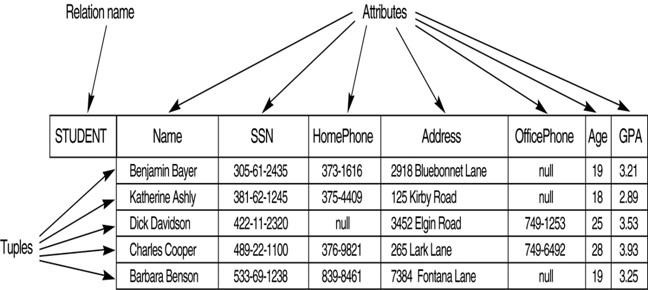 Relation name
Attributes
STUDENT Name SSN HomePhone Address OfficePhone Age GPA
Benjamin Bayer 305-61-2435 373-1616 2918 Bluebonnet Lane null 19 3.21
Katherine Ashly 381-62-1245 375-4409 125 Kirby Road null 18 2.89
Dick Davidson 422-11-2320 null 3452 Elgin Road 749-1253 25 3.53
Tuples
Charles Cooper 489-22-1100 376-9821 265 Lark Lane 749-6492 28 3.93
Barbara Benson 533-69-1238 839-8461 7384 Fontana Lane null 19 3.25